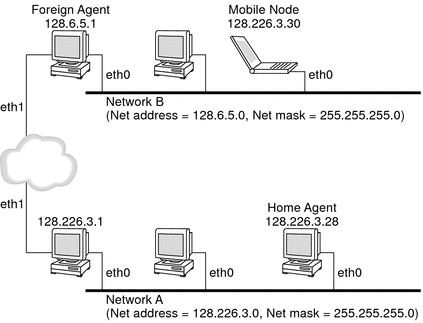 Foreign Agent
128.6.5.1
Mobile Node
128.226.3.30
eth0
eth0
eth1
Network B
(Net address = 128.6.5.0, Net mask = 255.255.255.0)
eth1
128.226.3.1
Home Agent
128.226.3.28
eth0
eth0
eth0
Network A
(Net address = 128.226.3.0, Net mask = 255.255.255.0)